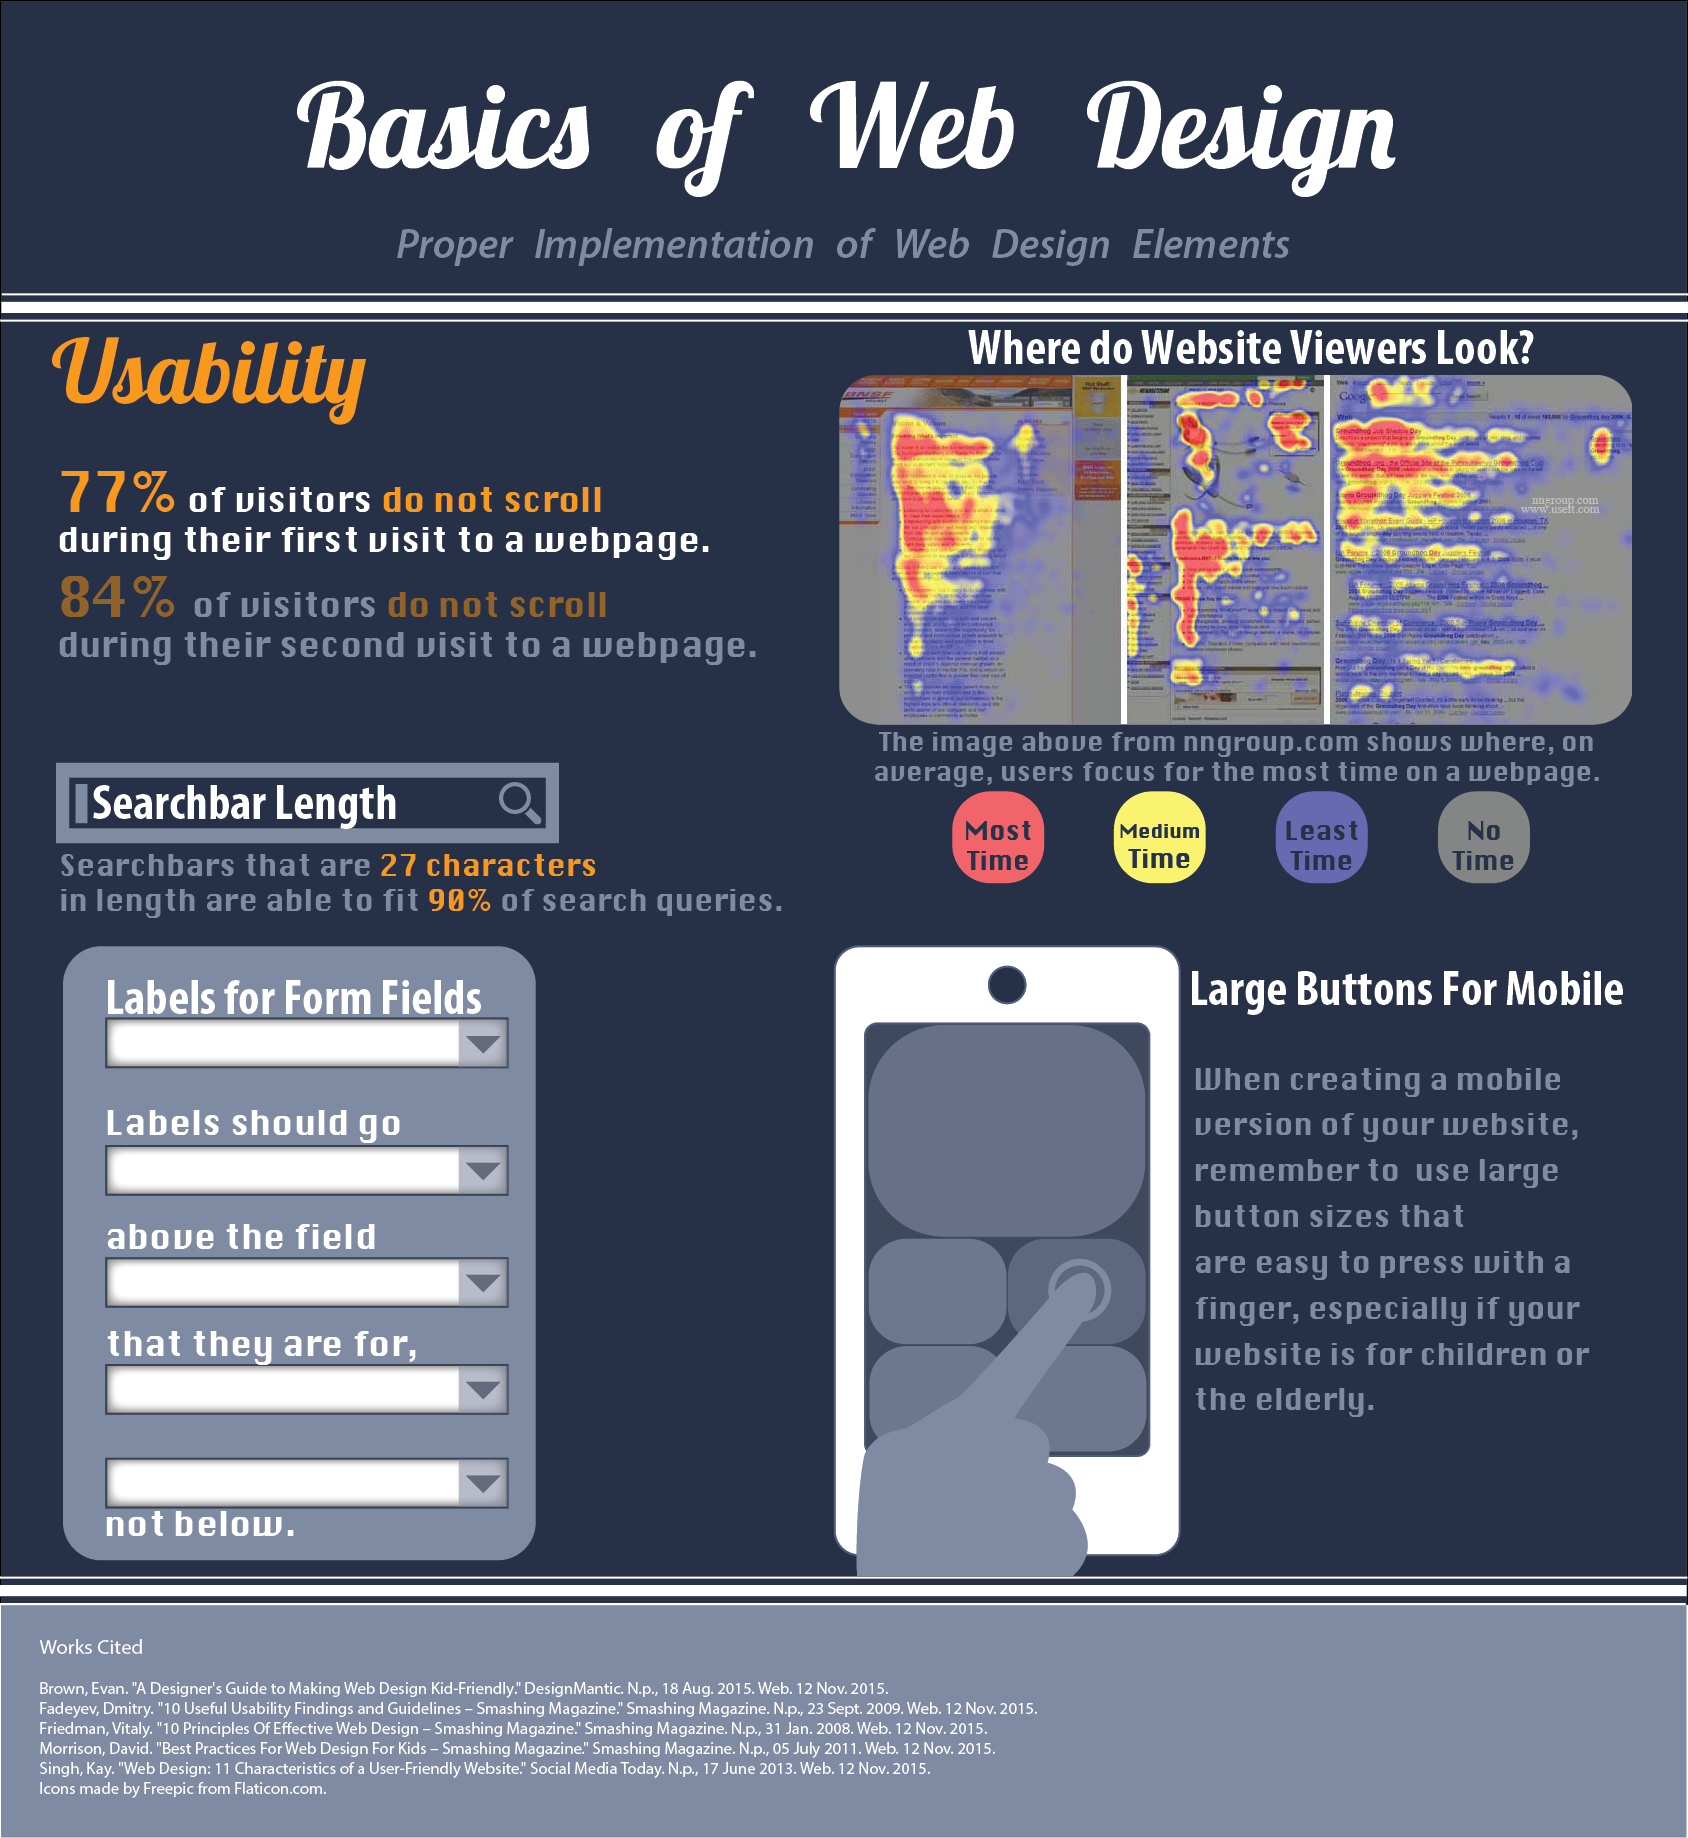 Basics of Web Design
Proper Implementation of Web Design Elements
Usability
77% of visitors do not scroll
during their first visit to a webpage.
84% of visitors do not scroll
during their second visit to a webpage.
Where do Website Viewers Look?
nngroup.com
www.useit.com
The image above from nngroup.com shows where, on
average, users focus for the most time on a webpage.
Most
Time
Medium
Time
Least
Time
No
Time
Searchbar Length
Searchbars that are 27 characters
in length are able to fit 90% of search queries.
Labels for Form Fields
Labels should go
above the field
that they are for,
not below.
Large Buttons For Mobile
When creating a mobile
version of your website,
remember to use large
button sizes that
are easy to press with a
finger, especially if your
website is for children or
the elderly.
Works Cited
Brown, Evan. "A Designer's Guide to Making Web Design Kid-Friendly." DesignMantic. N.p., 18 Aug. 2015. Web. 12 Nov. 2015.
Fadeyev, Dmitry. "10 Useful Usability Findings and Guidelines – Smashing Magazine." Smashing Magazine. N.p., 23 Sept. 2009. Web. 12 Nov. 2015.
Friedman, Vitaly. "10 Principles Of Effective Web Design – Smashing Magazine." Smashing Magazine. N.p., 31 Jan. 2008. Web. 12 Nov. 2015.
Morrison, David. "Best Practices For Web Design For Kids – Smashing Magazine." Smashing Magazine. N.p., 05 July 2011. Web. 12 Nov. 2015.
Singh, Kay. "Web Design: 11 Characteristics of a User-Friendly Website." Social Media Today. N.p., 17 June 2013. Web. 12 Nov. 2015.
Icons made by Freepic from Flaticon.com.